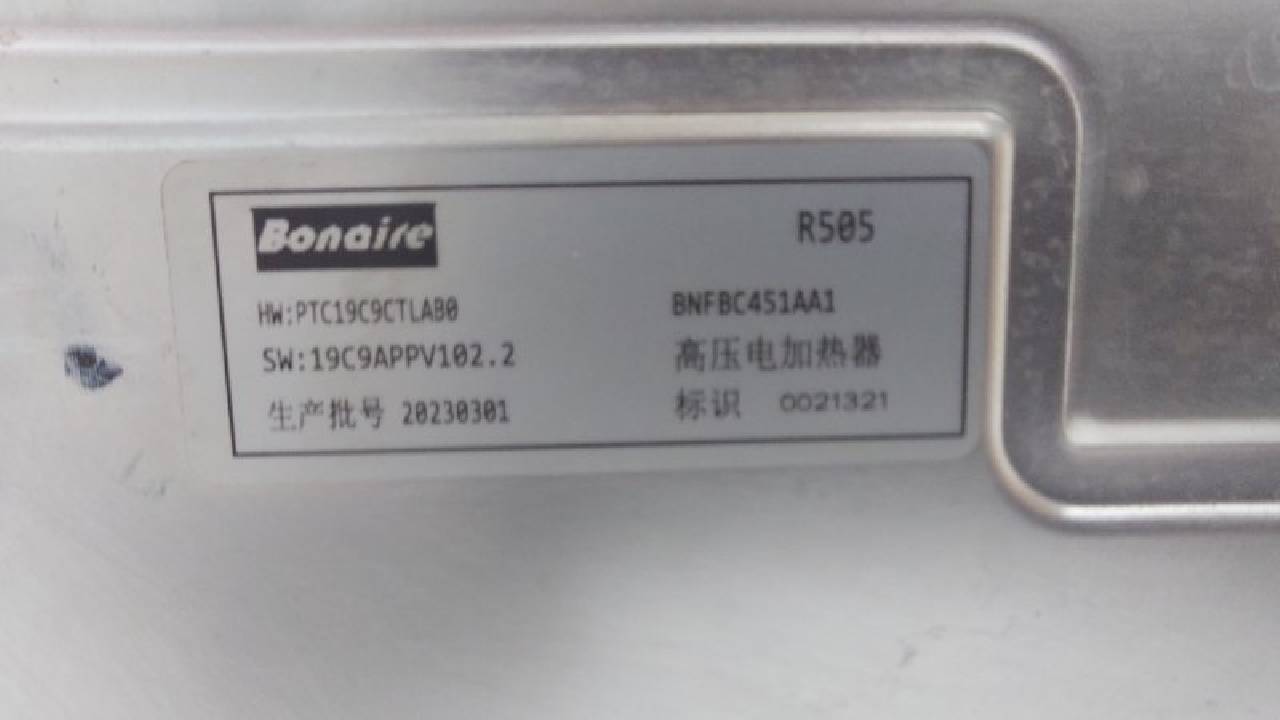 Bonaire
R505
HW:PTC19C9CTLAB0
BNFBC451AA1
SW:19C9APPV102.2
高压电加热器
生产批号 20230301
标识 0021321